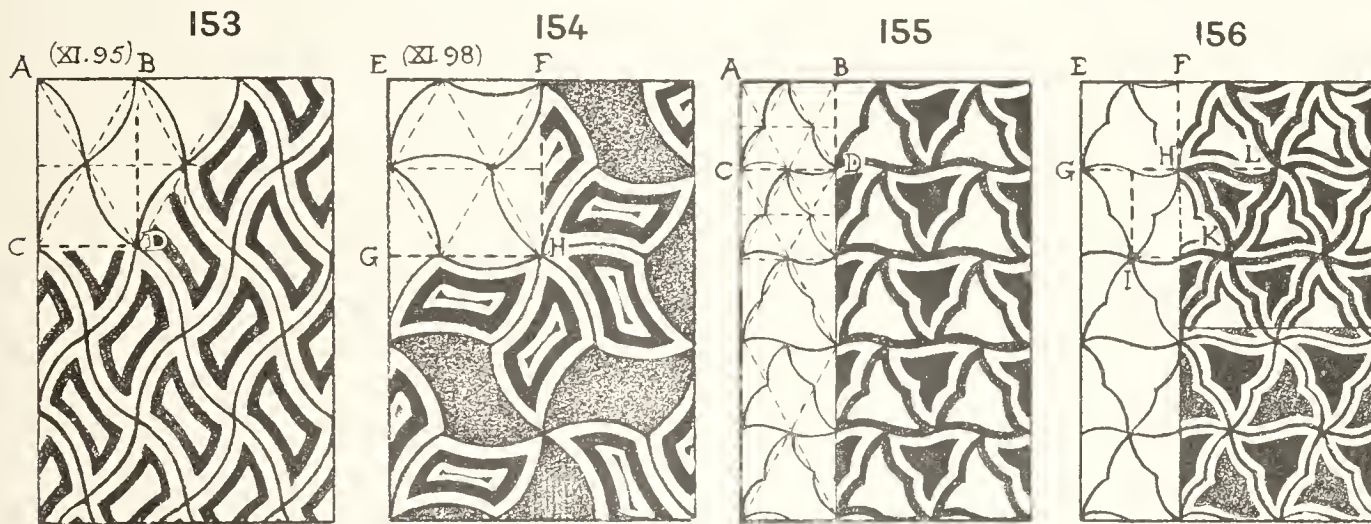 153 154 155 156
A (XI.95) B E (XI.98) F A B E F
C D H L
G K
C D G H I